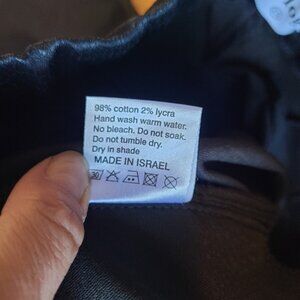 98% cotton 2% lycra
Hand wash warm water.
No bleach. Do not soak.
Do not tumble dry.
Dry in shade
MADE IN ISRAEL
30